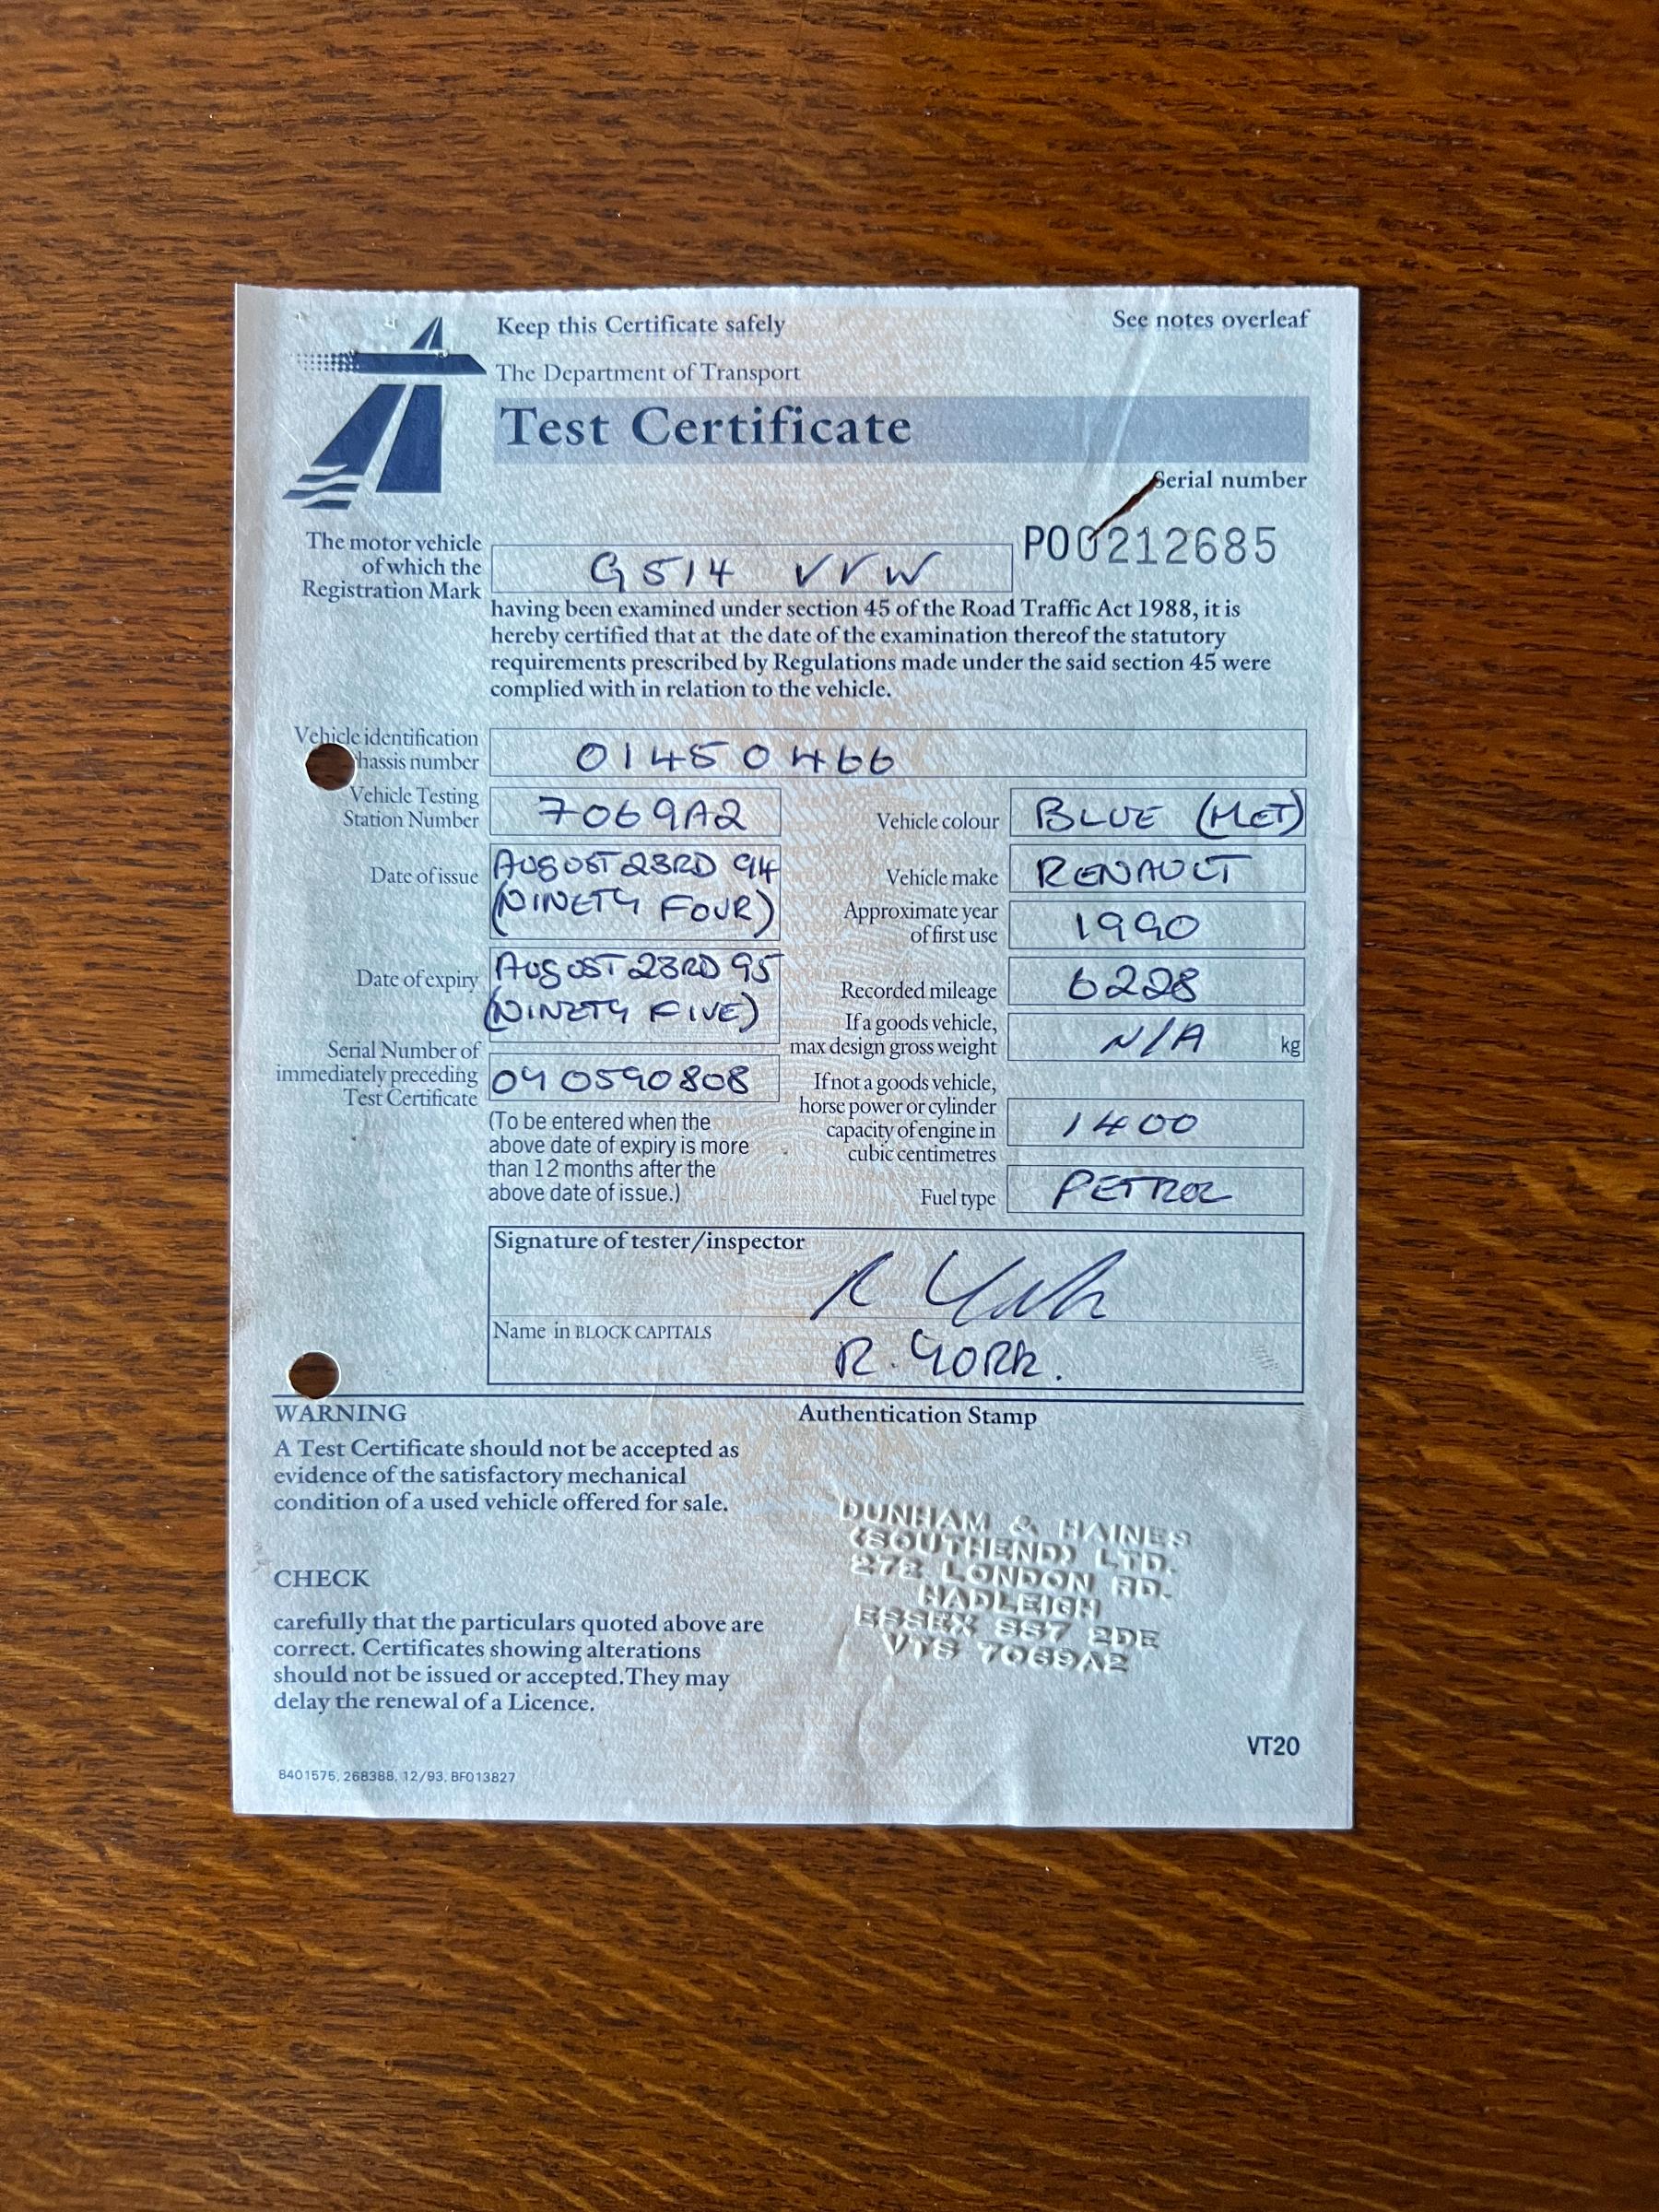 Keep this Certificate safely
See notes overleaf
The Department of Transport
Test Certificate
Serial number
P00212685
The motor vehicle
of which the
Registration Mark
G514 VVW
having been examined under section 45 of the Road Traffic Act 1988, it is
hereby certified that at the date of the examination thereof the statutory
requirements prescribed by Regulations made under the said section 45 were
complied with in relation to the vehicle.
Vehicle identification
hassis number
01450466
Vehicle Testing
Station Number
7069A2
Vehicle colour
BLUE (MET)
Date of issue
AUGUST 23RD 94
(NINETY FOUR)
Vehicle make
RENAULT
Approximate year
of first use
1990
Date of expiry
AUGUST 23RD 95
(NINETY FIVE)
Recorded mileage
6228
If a goods vehicle,
max design gross weight
N/A
kg
Serial Number of
immediately preceding
Test Certificate
040590808
(To be entered when the
above date of expiry is more
than 12 months after the
above date of issue.)
If not a goods vehicle,
horse power or cylinder
capacity of engine in
cubic centimetres
1400
Fuel type
PETROL
Signature of tester/inspector
R York
Name in BLOCK CAPITALS
R. YORK.
WARNING
A Test Certificate should not be accepted as
evidence of the satisfactory mechanical
condition of a used vehicle offered for sale.
Authentication Stamp
DUNHAM & HAINES
(SOUTHEND) LTD.
272 LONDON RD.
HADLEIGH
ESSEX SS7 2DE
VTS 7069A2
CHECK
carefully that the particulars quoted above are
correct. Certificates showing alterations
should not be issued or accepted. They may
delay the renewal of a Licence.
VT20
8401575, 268388, 12/93, BF013827